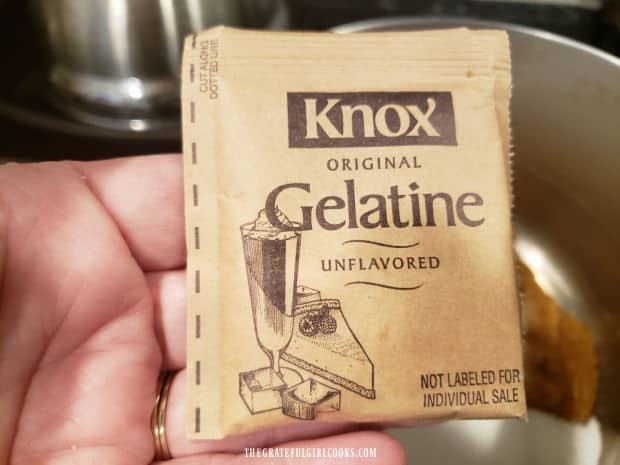 CUT ALONG
DOTTED LINE
Knox
ORIGINAL
Gelatine
UNFLAVORED
NOT LABELED FOR
INDIVIDUAL SALE
THEGRATEFULGIRLCOOKS.COM